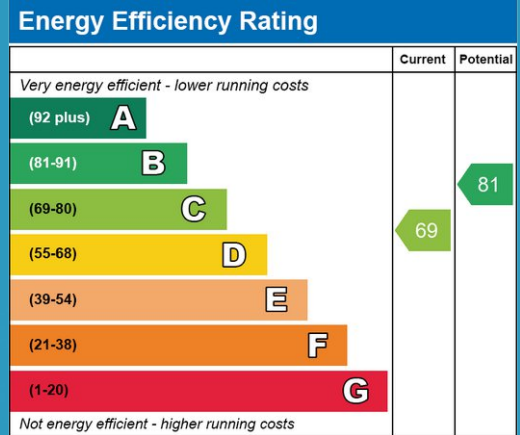 Energy Efficiency Rating
Current Potential
Very energy efficient - lower running costs
(92 plus) A
(81-91) B
81
(69-80) C
69
(55-68) D
(39-54) E
(21-38) F
(1-20) G
Not energy efficient - higher running costs